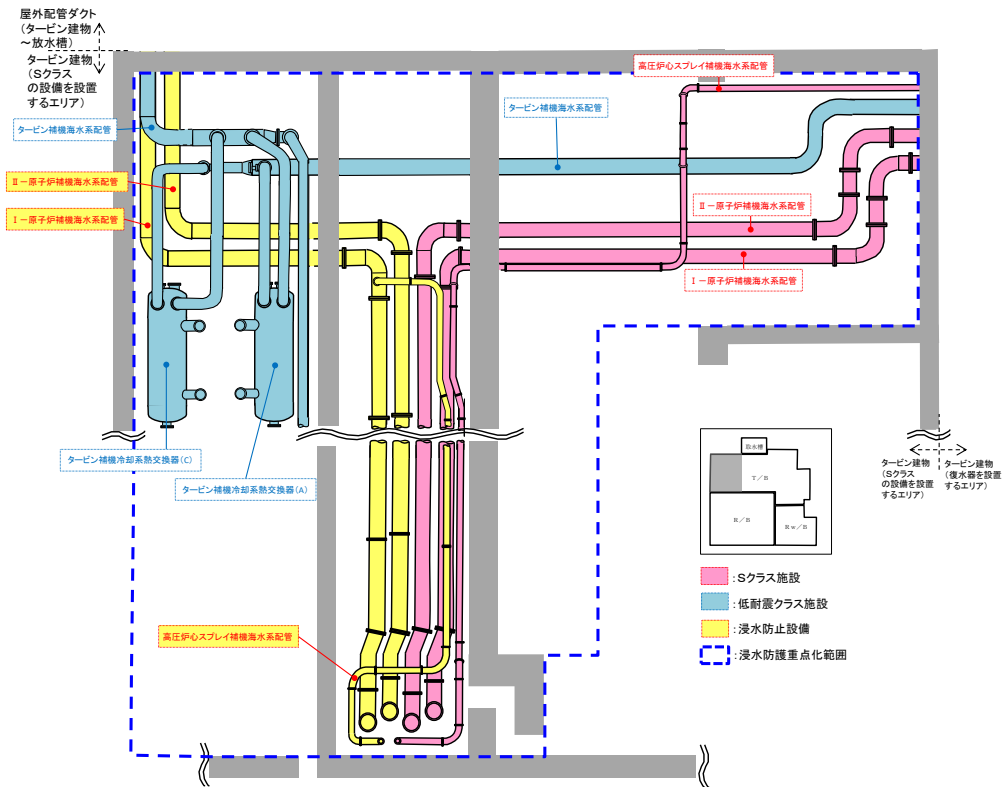 屋外配管ダクト
(タービン建物
～放水槽)
タービン建物
(Sクラス
の設備を設置
するエリア)
高圧炉心スプレイ補機海水系配管
タービン補機海水系配管
タービン補機海水系配管
Ⅱ－原子炉補機海水系配管
Ⅰ－原子炉補機海水系配管
Ⅱ－原子炉補機海水系配管
Ⅰ－原子炉補機海水系配管
タービン補機冷却系熱交換器(C)
タービン補機冷却系熱交換器(A)
タービン建物
(Sクラス
の設備を設置
するエリア)
タービン建物
(復水器を設置
するエリア)
取水槽
T／B
R／B
Rw／B
:Sクラス施設
:低耐震クラス施設
:浸水防止設備
:浸水防護重点化範囲
高圧炉心スプレイ補機海水系配管